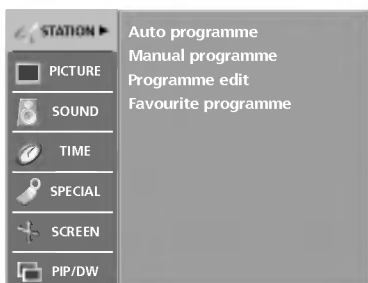 STATION ►
PICTURE
SOUND
TIME
SPECIAL
SCREEN
PIP/DW
Auto programme
Manual programme
Programme edit
Favourite programme